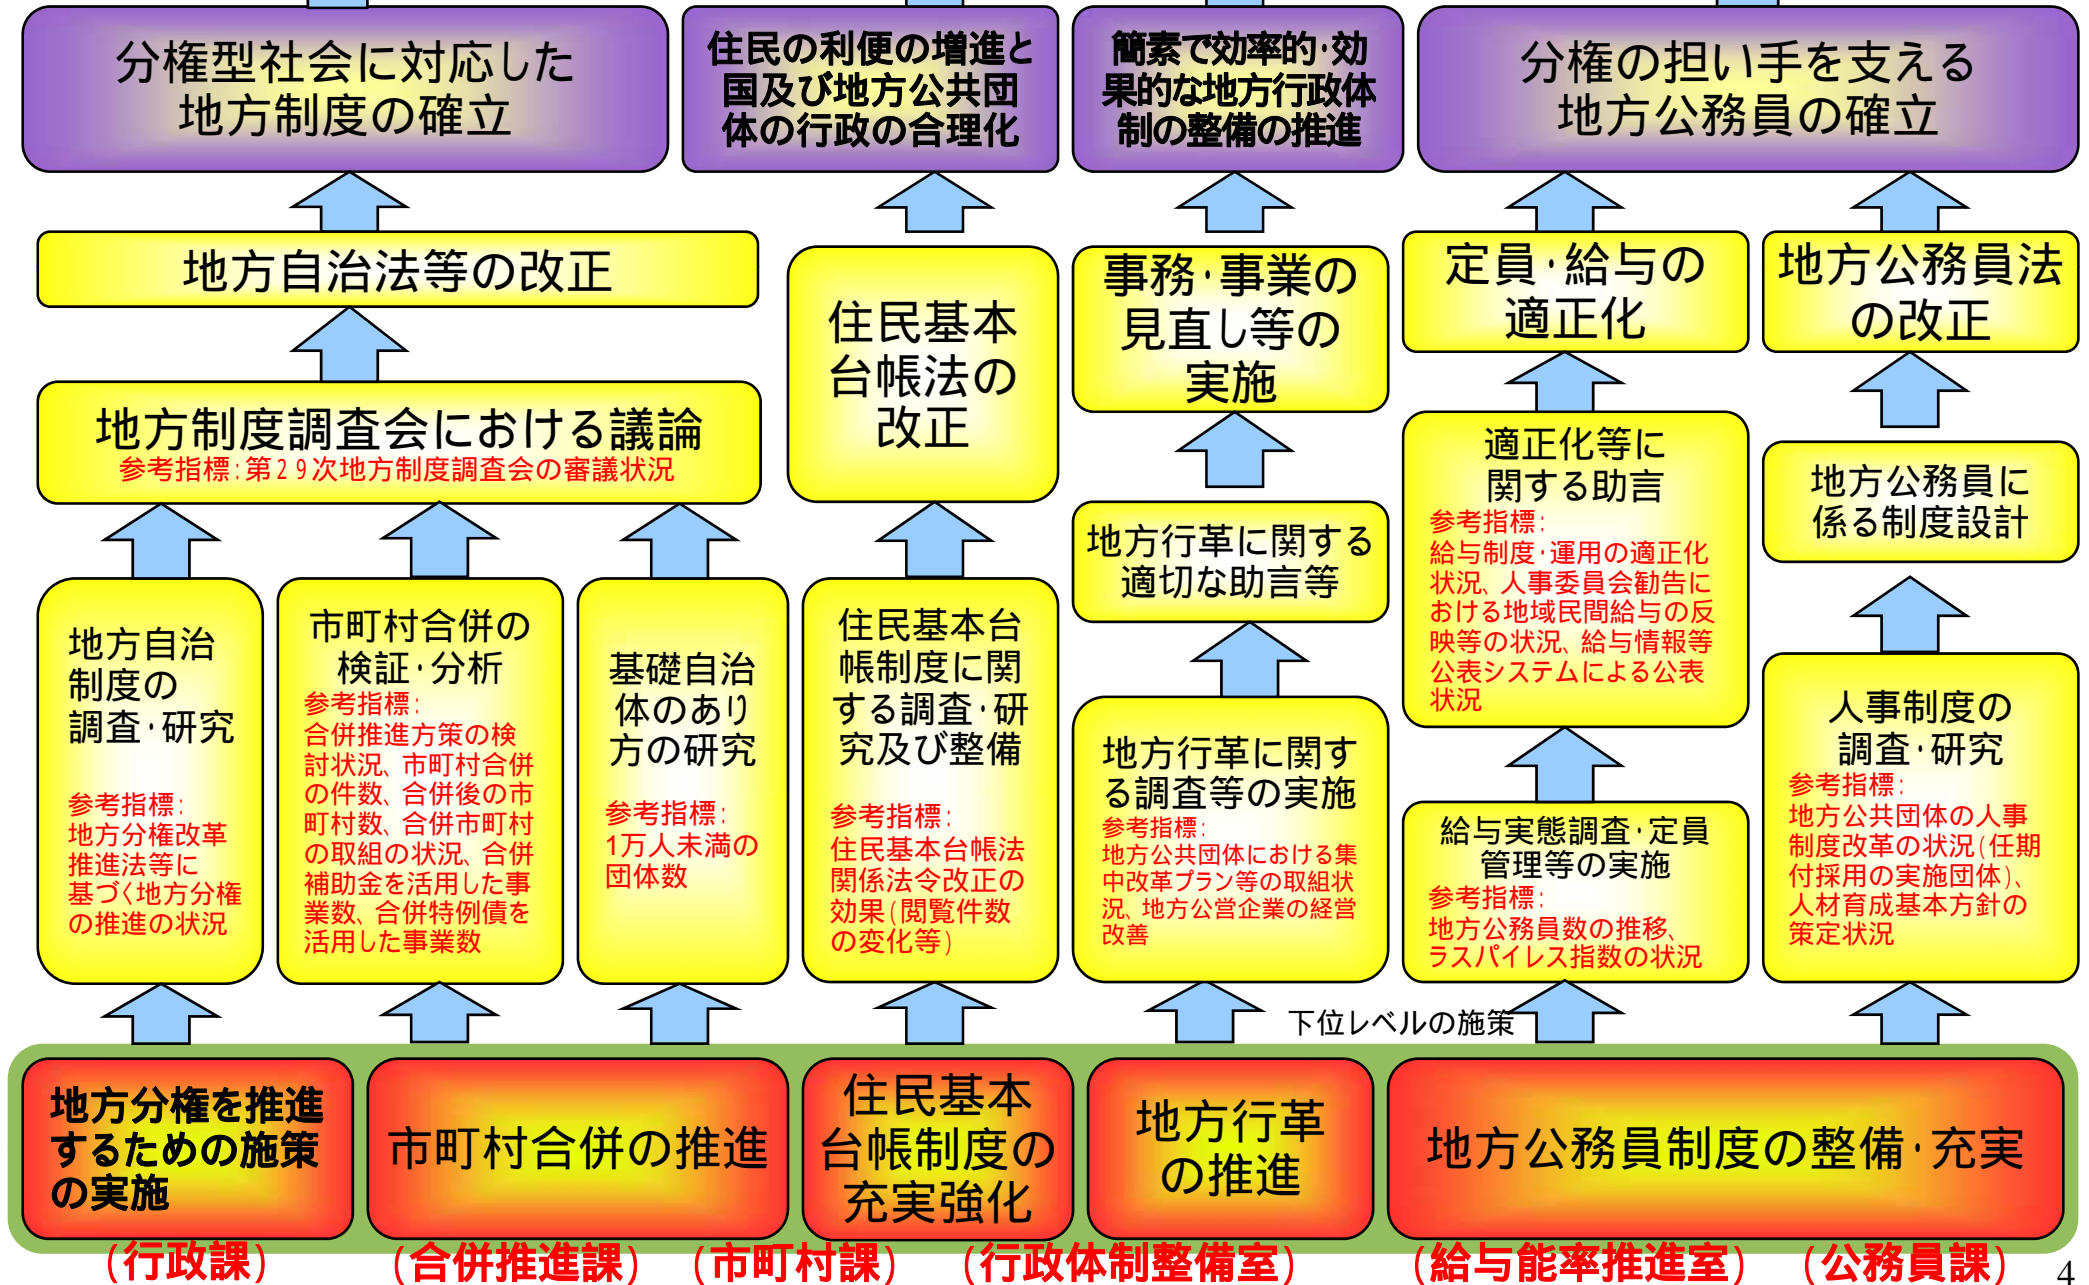 分権型社会に対応した
地方制度の確立
住民の利便の増進と
国及び地方公共団
体の行政の合理化
簡素で効率的・効
果的な地方行政体
制の整備の推進
分権の担い手を支える
地方公務員の確立
地方自治法等の改正
住民基本
台帳法の
改正
事務・事業の
見直し等の
実施
定員・給与の
適正化
地方公務員法
の改正
地方制度調査会における議論
参考指標:第29次地方制度調査会の審議状況
地方行革に関する
適切な助言等
適正化等に
関する助言
参考指標:
給与制度・運用の適正化
状況、人事委員会勧告に
おける地域民間給与の反
映等の状況、給与情報等
公表システムによる公表
状況
地方公務員に
係る制度設計
地方自治
制度の
調査・研究
参考指標:
地方分権改革
推進法等に
基づく地方分権
の推進の状況
市町村合併の
検証・分析
参考指標:
合併推進方策の検
討状況、市町村合併
の件数、合併後の市
町村数、合併市町村
の取組の状況、合併
補助金を活用した事
業数、合併特例債を
活用した事業数
基礎自治
体のあり
方の研究
参考指標:
1万人未満の
団体数
住民基本台
帳制度に関
する調査・研
究及び整備
参考指標:
住民基本台帳法
関係法令改正の
効果(閲覧件数
の変化等)
地方行革に関す
る調査等の実施
参考指標:
地方公共団体における集
中改革プラン等の取組状
況、地方公営企業の経営
改善
給与実態調査・定員
管理等の実施
参考指標:
地方公務員数の推移、
ラスパイレス指数の状況
人事制度の
調査・研究
参考指標:
地方公共団体の人事
制度改革の状況(任期
付採用の実施団体)、
人材育成基本方針の
策定状況
下位レベルの施策
地方分権を推進
するための施策
の実施
市町村合併の推進
住民基本
台帳制度の
充実強化
地方行革
の推進
地方公務員制度の整備・充実
(行政課)
(合併推進課)
(市町村課)
(行政体制整備室)
(給与能率推進室)
(公務員課)
4